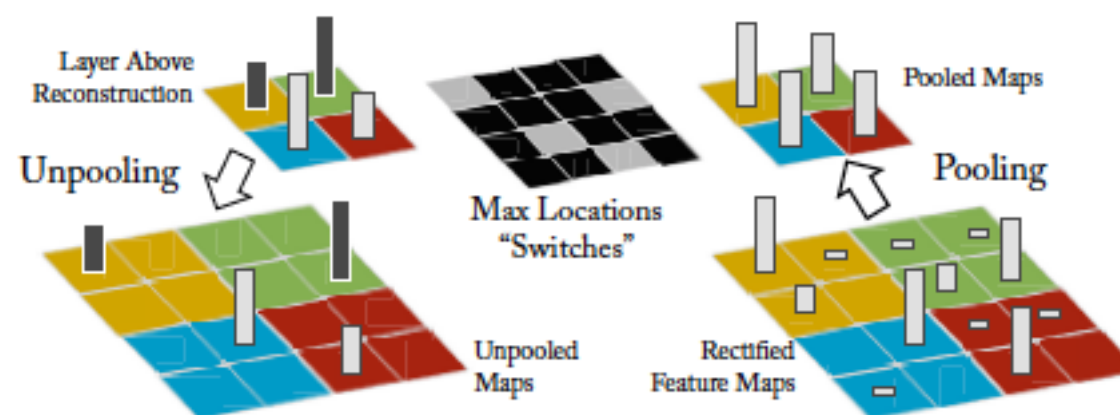 Layer Above
Reconstruction
Pooled Maps
Unpooling
Pooling
Max Locations
“Switches”
Unpooled
Maps
Rectified
Feature Maps